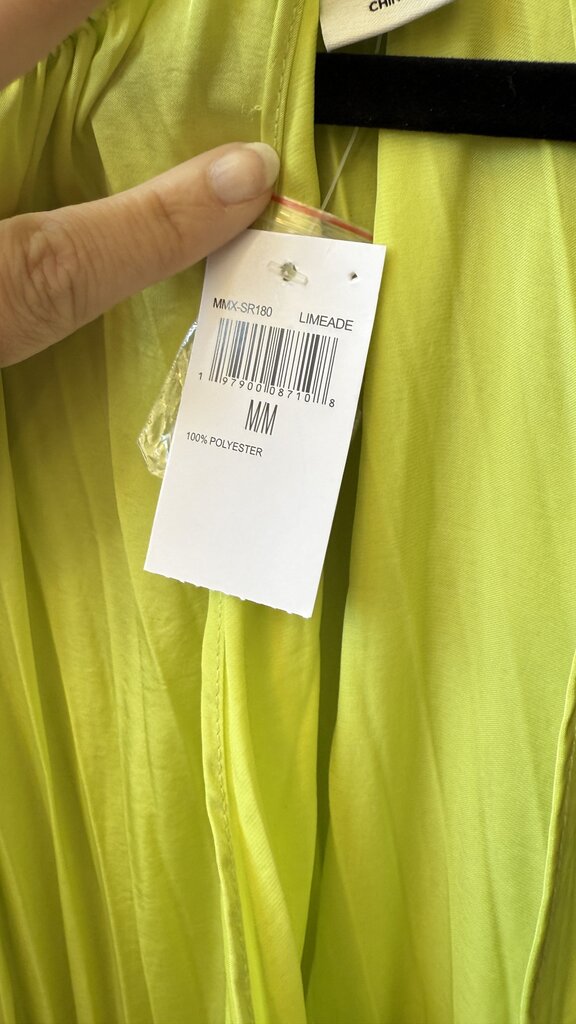 MMX-SR180 LIMEADE
1 97900 08710 8
M/M
100% POLYESTER